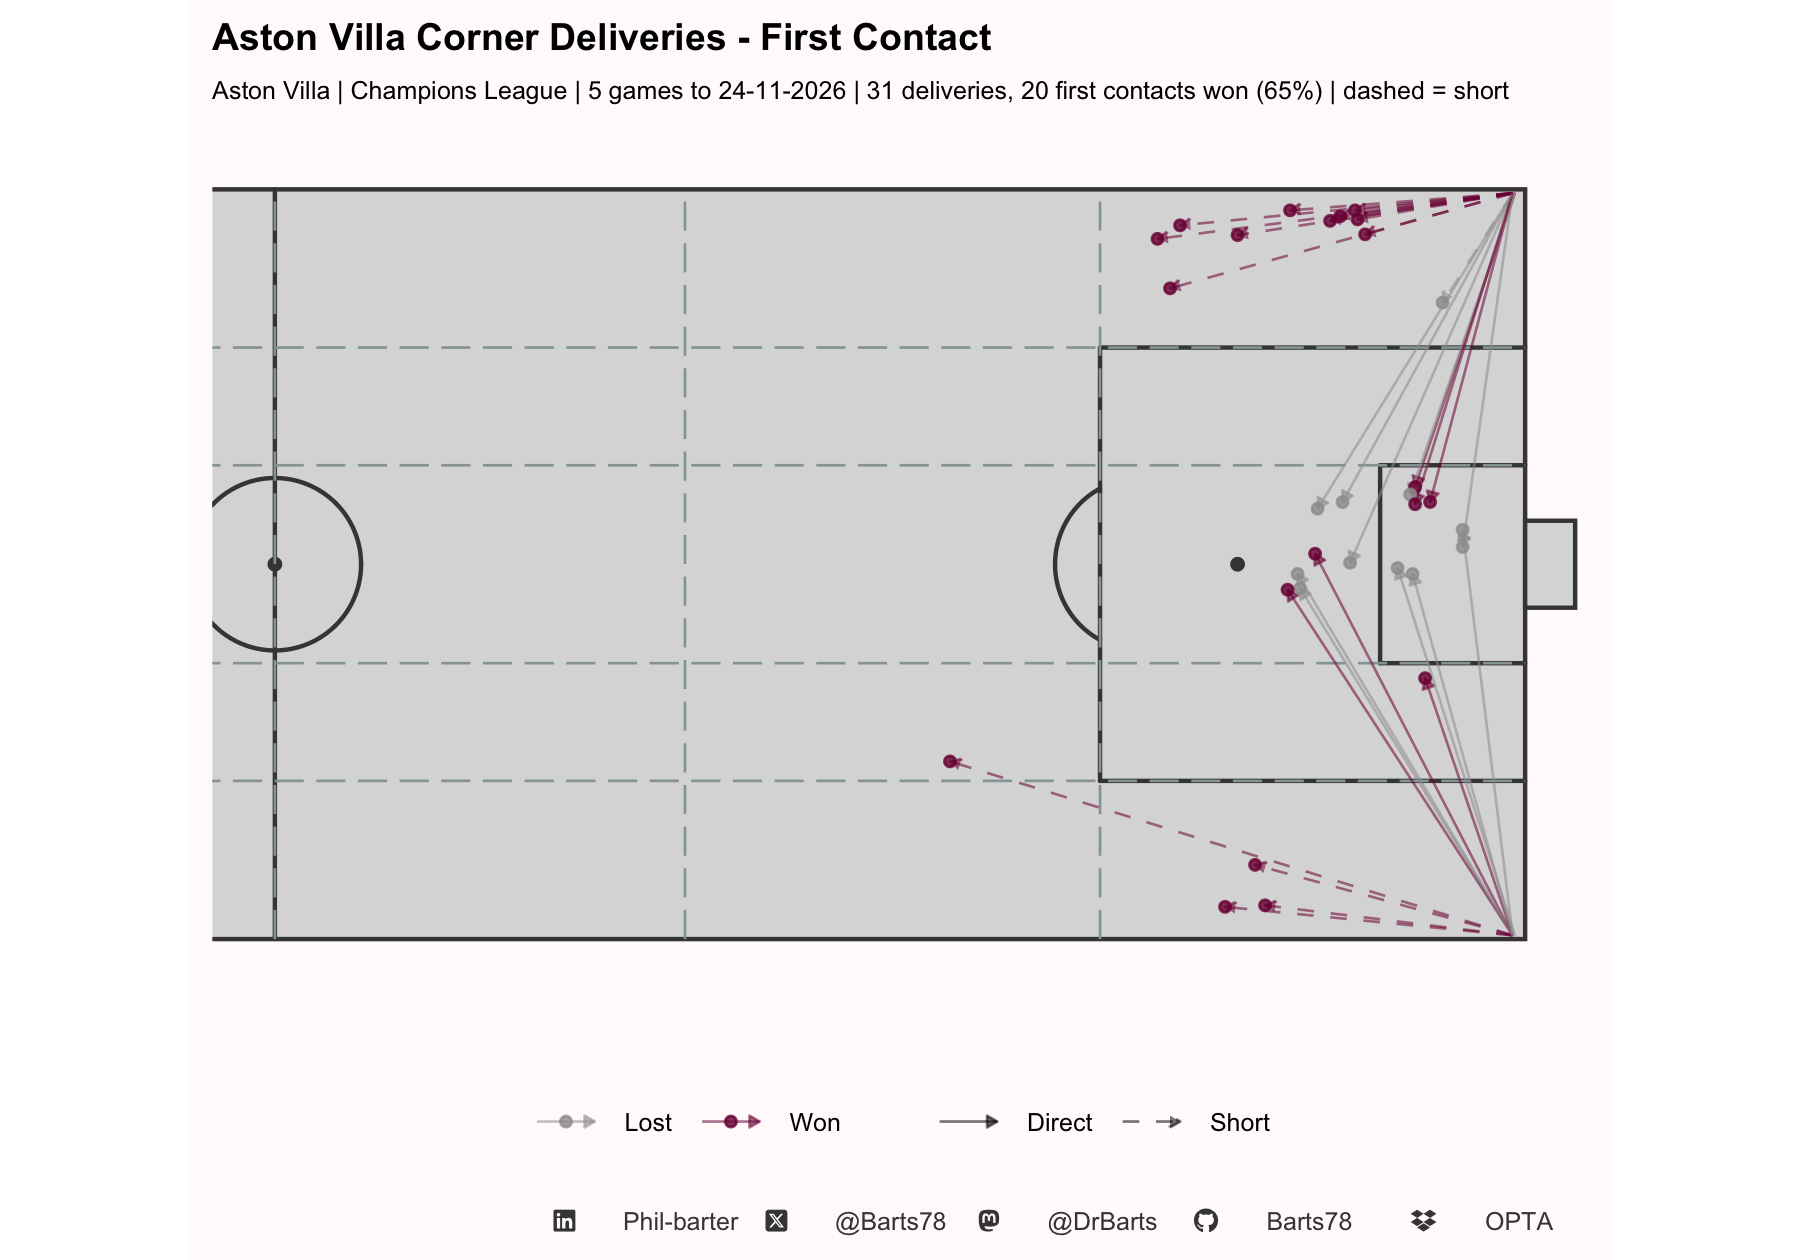 Aston Villa Corner Deliveries - First Contact
Aston Villa | Champions League | 5 games to 24-11-2026 | 31 deliveries, 20 first contacts won (65%) | dashed = short
Lost Won Direct Short
Phil-barter @Barts78 @DrBarts Barts78 OPTA